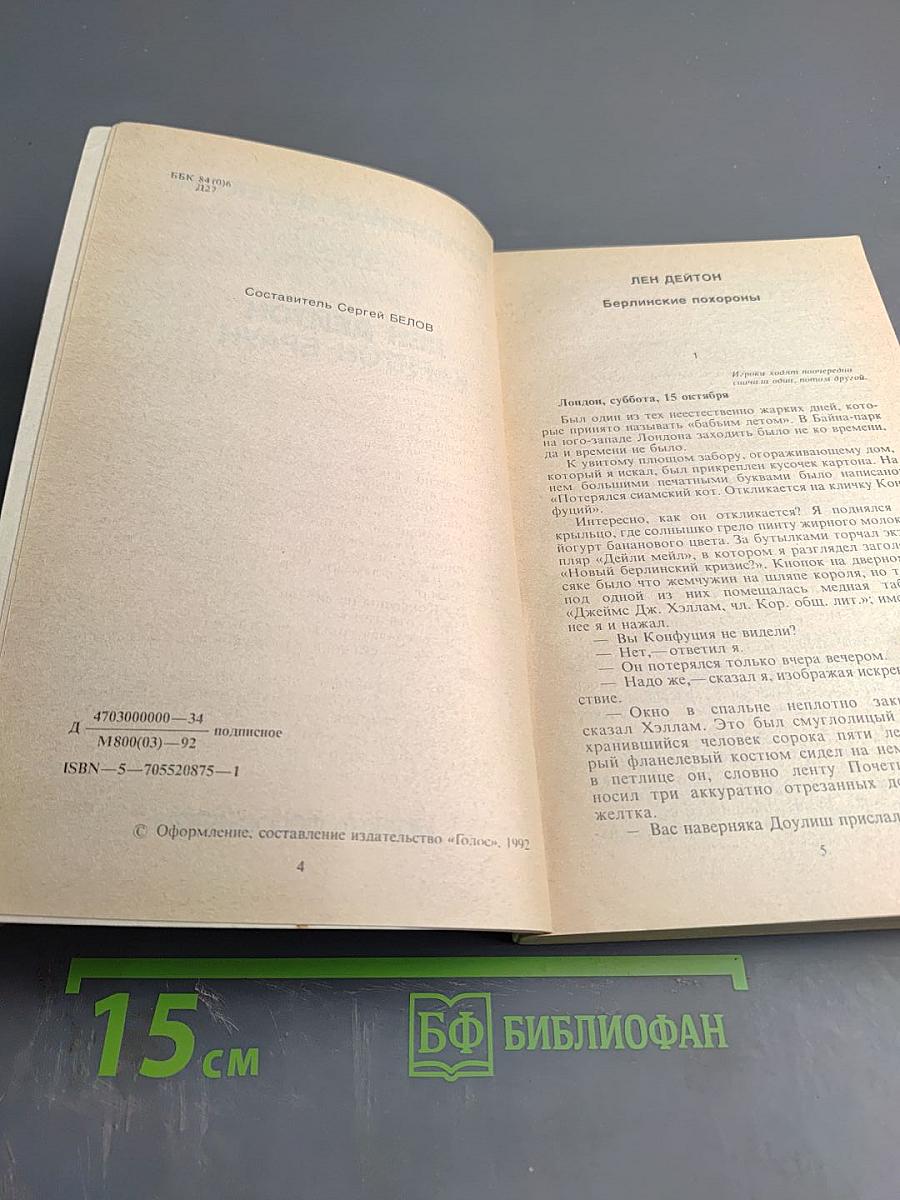 ББК 84(0)6
Д27
Составитель Сергей БЕЛОВ
Д 4703000000—34 подписное
М800(03)—92
ISBN—5—705520875—1
© Оформление, составление издательство «Голос», 1992
4
ЛЕН ДЕЙТОН
Берлинские похороны
1
Игроки ходят поочередно
сначала один, потом другой.
Лондон, суббота, 15 октября
Был один из тех неестественно жарких дней, кото-
рые принято называть «бабьим летом». В Байна-парк
на юго-западе Лондона заходить было не ко времени,
да и времени не было.
К увитому плющом забору, огораживающему дом,
который я искал, был прикреплен кусочек картона. На
нем большими печатными буквами было написано
«Потерялся сиамский кот. Откликается на кличку Кон
фуций».
Интересно, как он откликается? Я поднялся
крыльцо, где солнышко грело пинту жирного молок
йогурт бананового цвета. За бутылками торчал экз
пляр «Дейли мейл», в котором я разглядел заголо
«Новый берлинский кризис?». Кнопок на дверно
сяке было что жемчужин на шляпе короля, но т
под одной из них помещалась медная таб
«Джеймс Дж. Хэллам, чл. Кор. общ. лит.»; име
нее я и нажал.
— Вы Конфуция не видели?
— Нет,— ответил я.
— Он потерялся только вчера вечером.
— Надо же,— сказал я, изображая искрен
ствие.
— Окно в спальне неплотно закр
сказал Хэллам. Это был смуглолицый
хранившийся человек сорока пяти ле
рый фланелевый костюм сидел на нем
в петлице он, словно ленту Почетн
носил три аккуратно отрезанных до
желтка.
— Вас наверняка Доулиш прислал
5
15 см
БФ БИБЛИОФАН